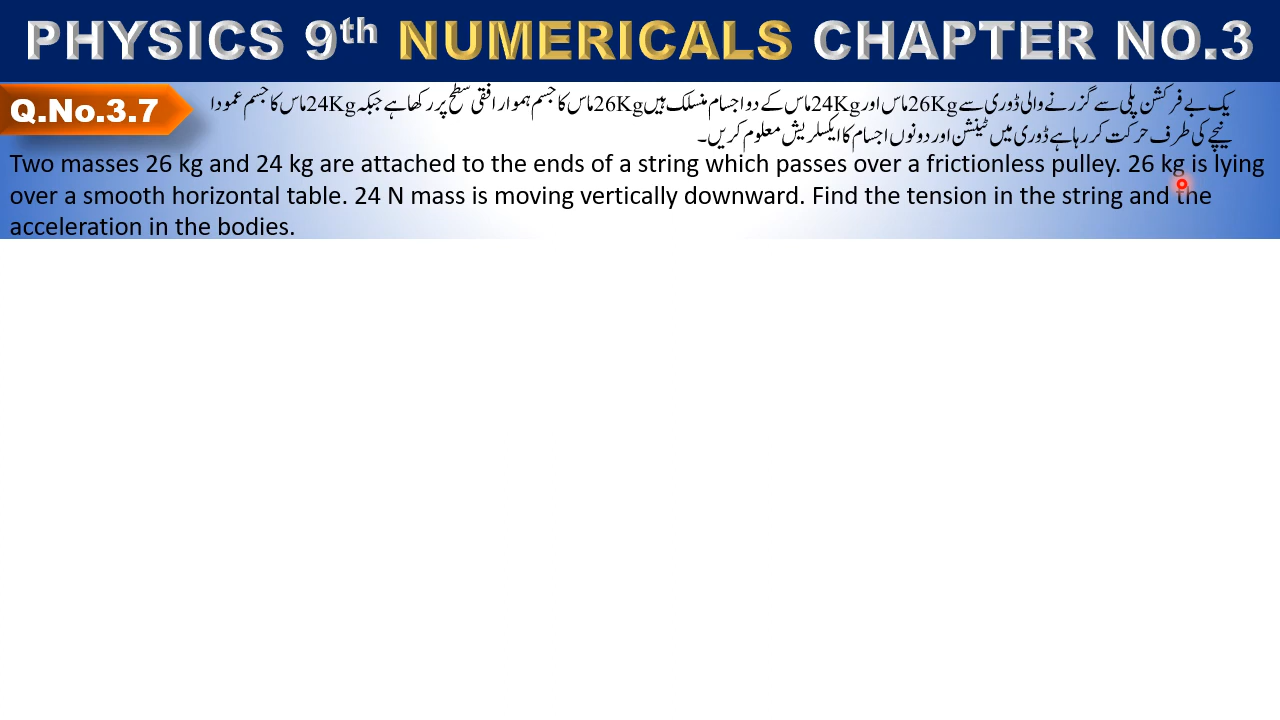 PHYSICS 9th NUMERICALS CHAPTER NO.3
Q.No.3.7
یک بے فرکشن پلی سے گزرنے والی ڈوری سے 26Kg ماس اور 24Kg ماس کے دو اجسام منسلک ہیں 26Kg ماس کا جسم ہموار افقی سطح پر رکھا ہے جبکہ 24Kg ماس کا جسم عمودا
نیچے کی طرف حرکت کر رہا ہے ڈوری میں ٹینشن اور دونوں اجسام کا ایکسلریشن معلوم کریں۔
Two masses 26 kg and 24 kg are attached to the ends of a string which passes over a frictionless pulley. 26 kg is lying
over a smooth horizontal table. 24 N mass is moving vertically downward. Find the tension in the string and the
acceleration in the bodies.